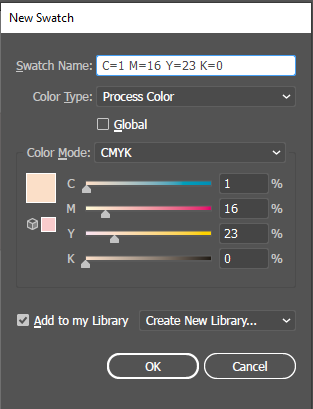 New Swatch
Swatch Name: C=1 M=16 Y=23 K=0
Color Type: Process Color
Global
Color Mode: CMYK
C 1 %
M 16 %
Y 23 %
K 0 %
Add to my Library Create New Library...
OK Cancel